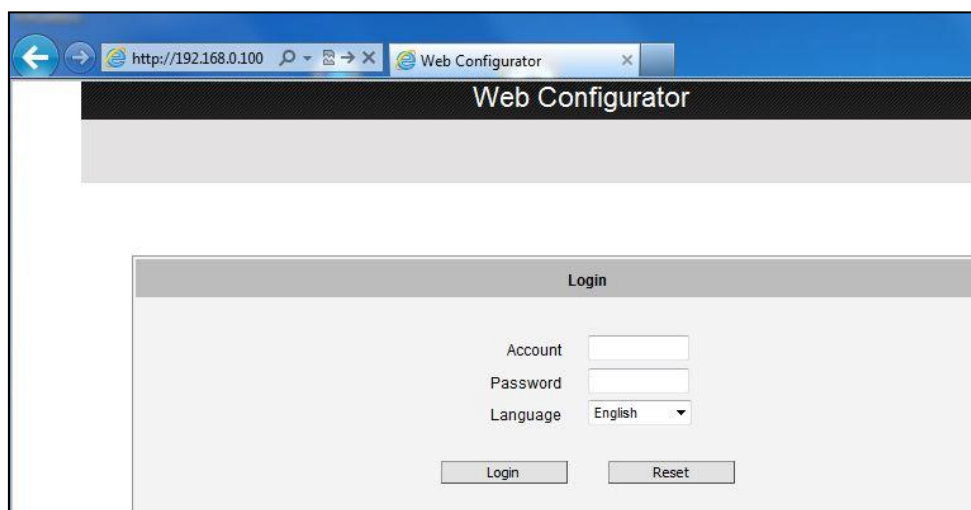 http://192.168.0.100
Web Configurator
Web Configurator
Login
Account
Password
Language English
Login Reset